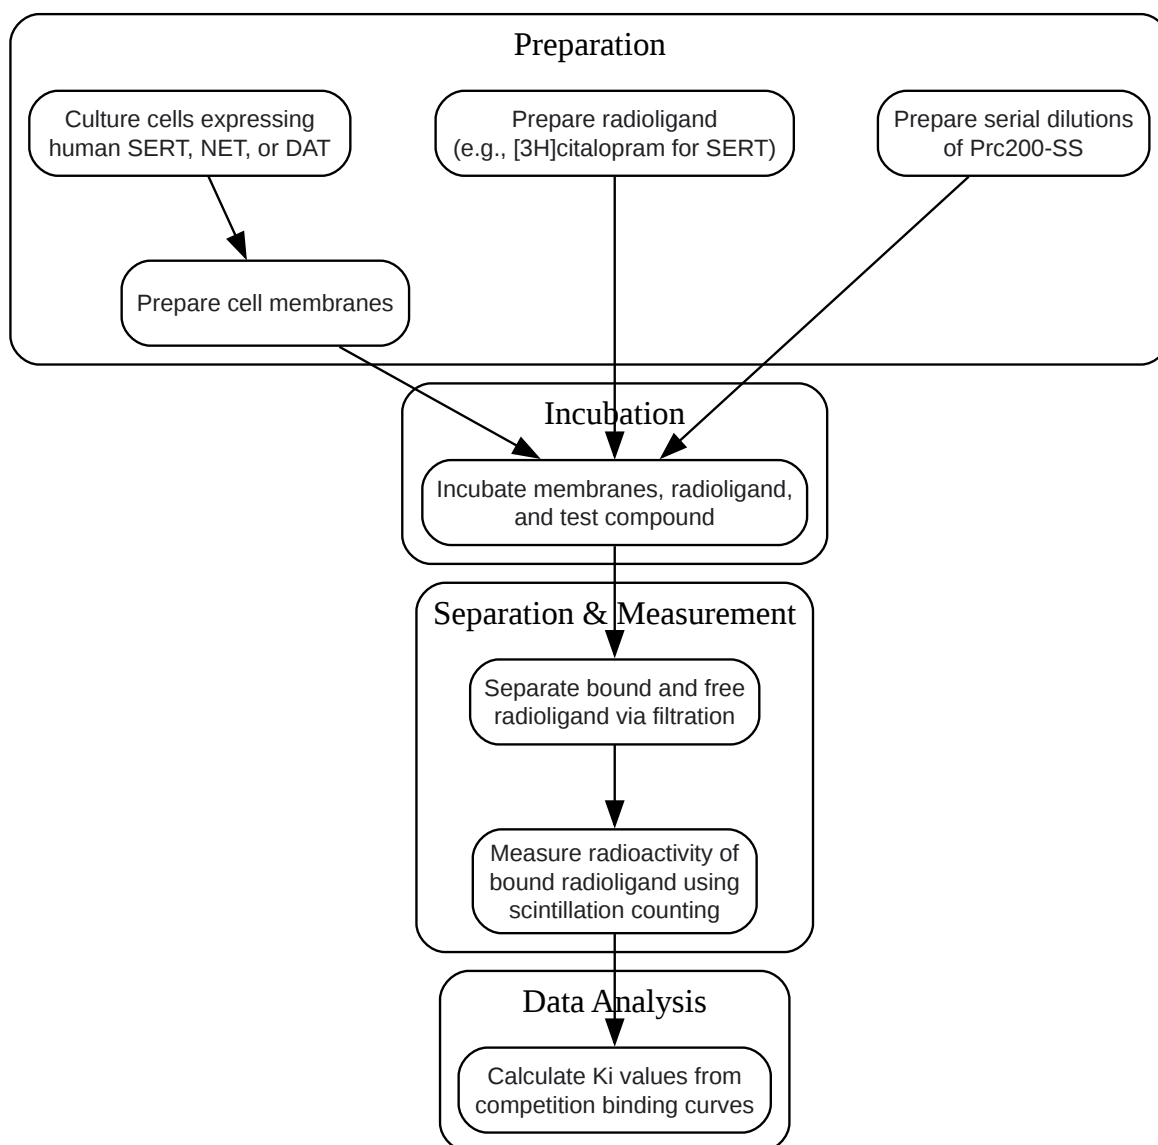 Preparation
Culture cells expressing
human SERT, NET, or DAT
Prepare radioligand
(e.g., [3H]citalopram for SERT)
Prepare serial dilutions
of Prc200-SS
Prepare cell membranes
Incubation
Incubate membranes, radioligand,
and test compound
Separation & Measurement
Separate bound and free
radioligand via filtration
Measure radioactivity of
bound radioligand using
scintillation counting
Data Analysis
Calculate Ki values from
competition binding curves